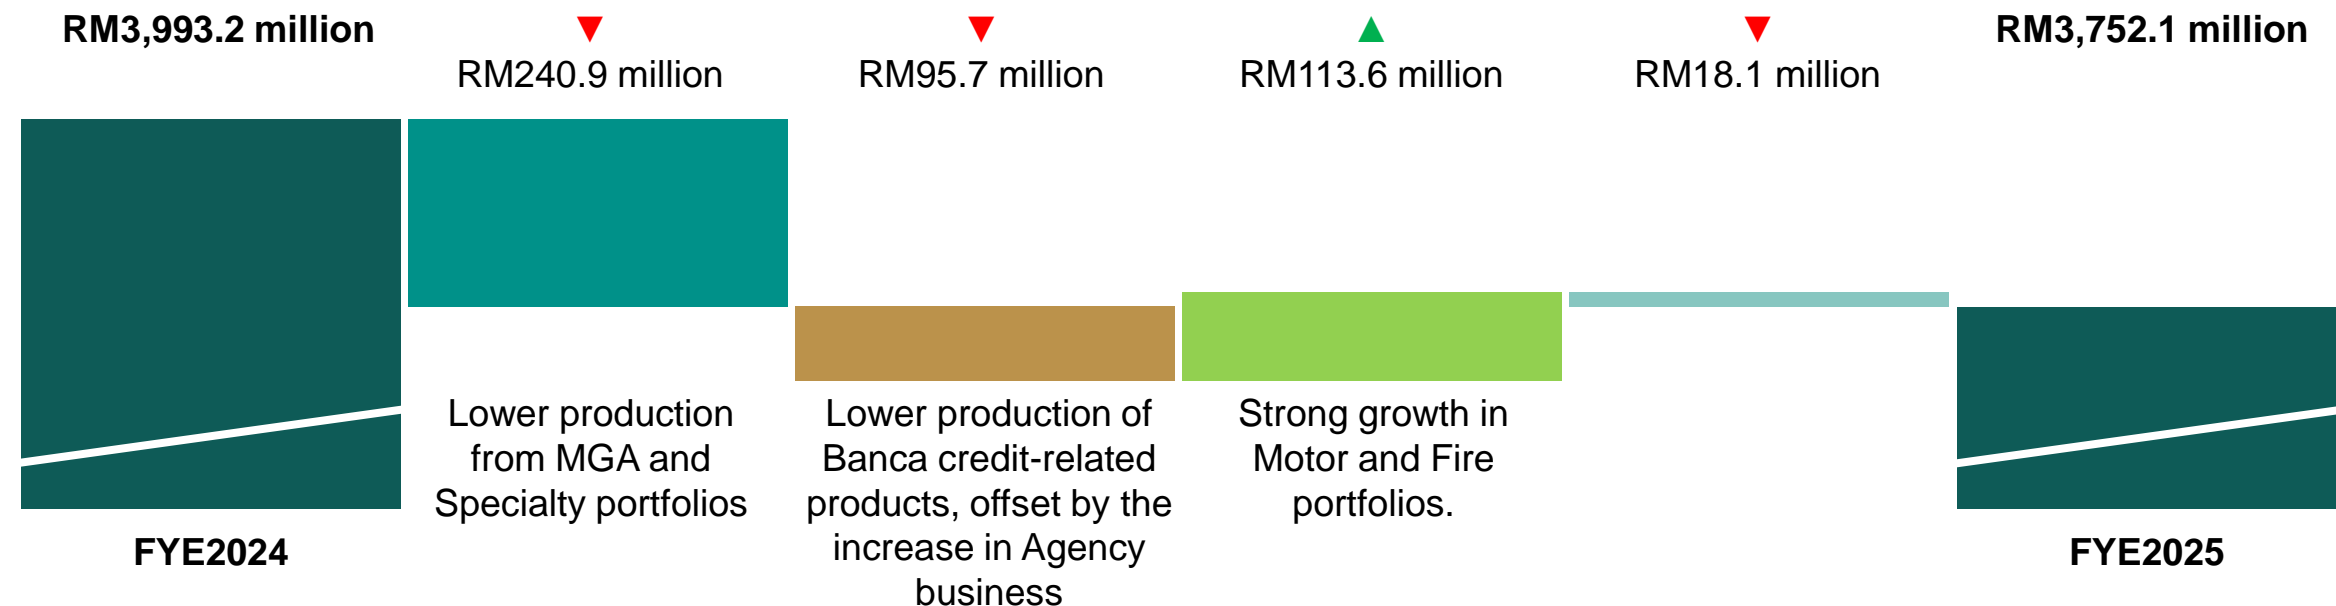 RM3,993.2 million
▼
RM240.9 million
▼
RM95.7 million
▲
RM113.6 million
▼
RM18.1 million
RM3,752.1 million
Lower production
from MGA and
Specialty portfolios
Lower production of
Banca credit-related
products, offset by the
increase in Agency
business
Strong growth in
Motor and Fire
portfolios.
FYE2024
FYE2025